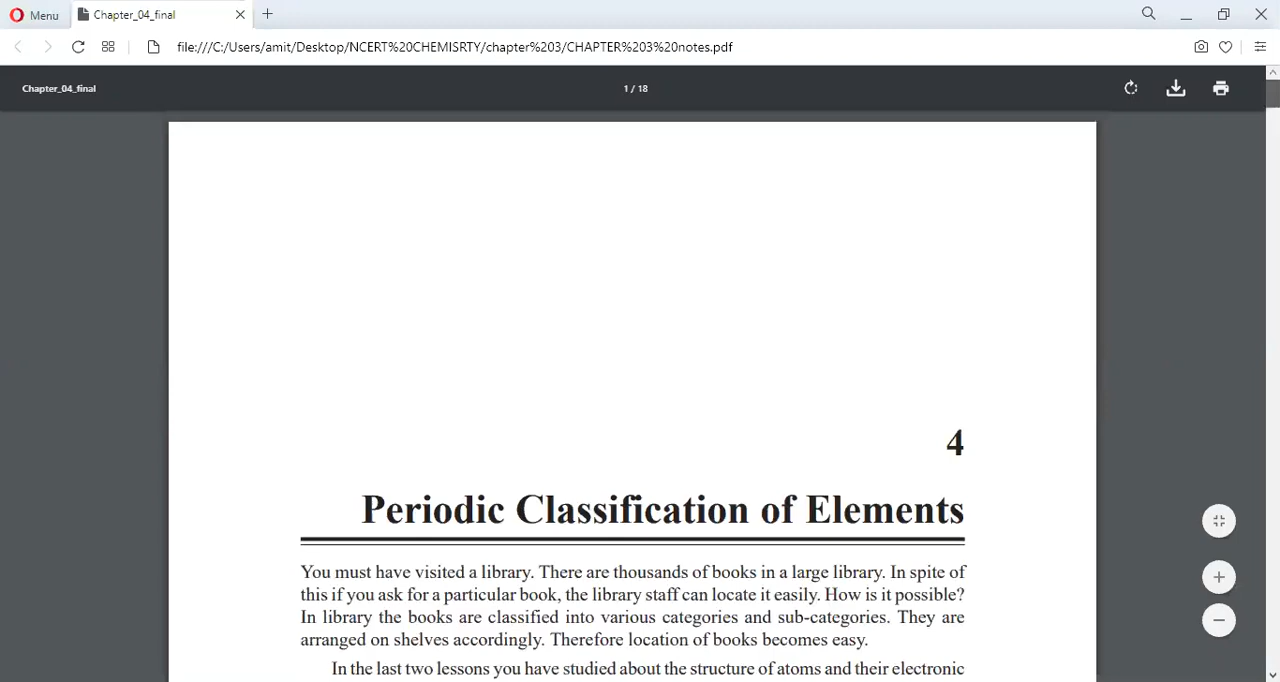 Menu
Chapter_04_final
file:///C:/Users/amit/Desktop/NCERT%20CHEMISRTY/chapter%203/CHAPTER%203%20notes.pdf
Chapter_04_final
1 / 18
4
Periodic Classification of Elements
You must have visited a library. There are thousands of books in a large library. In spite of
this if you ask for a particular book, the library staff can locate it easily. How is it possible?
In library the books are classified into various categories and sub-categories. They are
arranged on shelves accordingly. Therefore location of books becomes easy.
In the last two lessons you have studied about the structure of atoms and their electronic